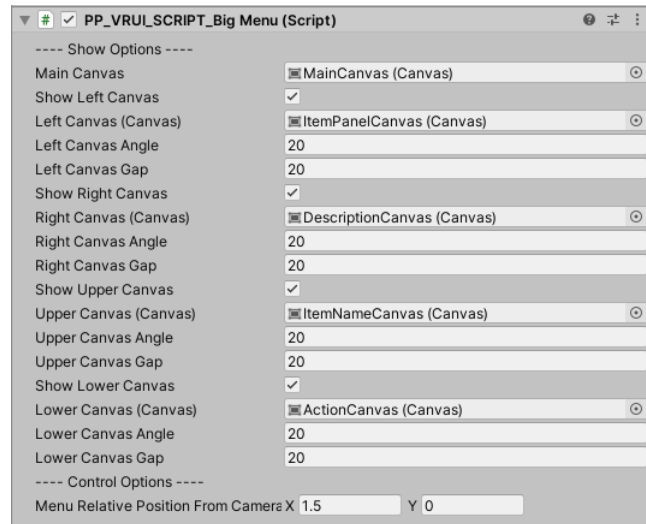 PP_VRUI_SCRIPT_Big Menu (Script)
---- Show Options ----
Main Canvas MainCanvas (Canvas)
Show Left Canvas
Left Canvas (Canvas) ItemPanelCanvas (Canvas)
Left Canvas Angle 20
Left Canvas Gap 20
Show Right Canvas
Right Canvas (Canvas) DescriptionCanvas (Canvas)
Right Canvas Angle 20
Right Canvas Gap 20
Show Upper Canvas
Upper Canvas (Canvas) ItemNameCanvas (Canvas)
Upper Canvas Angle 20
Upper Canvas Gap 20
Show Lower Canvas
Lower Canvas (Canvas) ActionCanvas (Canvas)
Lower Canvas Angle 20
Lower Canvas Gap 20
---- Control Options ----
Menu Relative Position From Camera X 1.5 Y 0